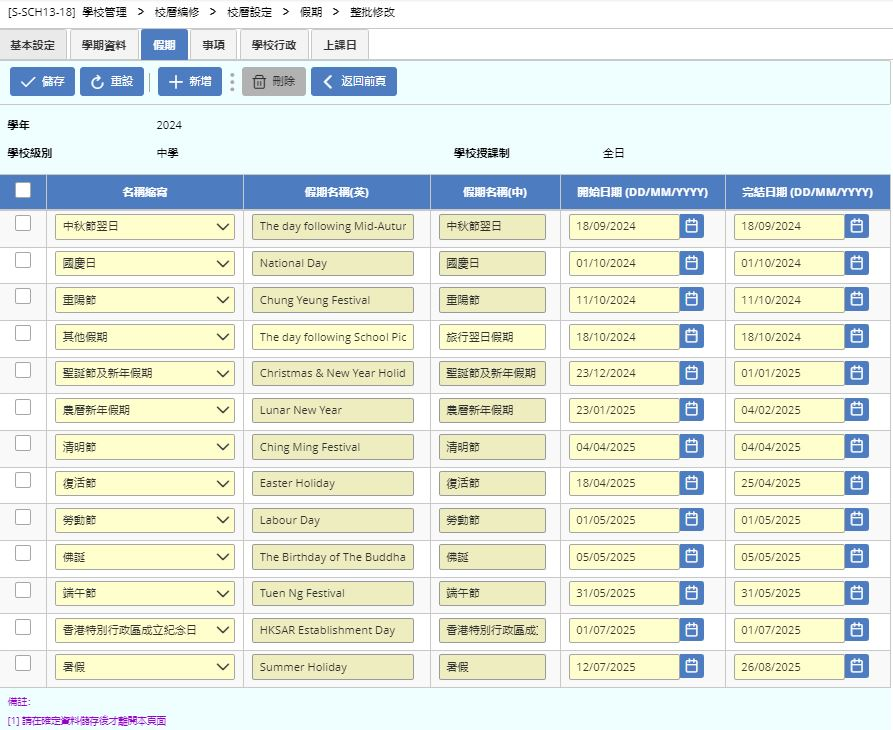 [S-SCH13-18] 學校管理 > 校曆編修 > 校曆設定 > 假期 > 整批修改
基本設定 學期資料 假期 事項 學校行政 上課日
儲存 重設 新增 刪除 返回前頁
學年 2024
學校級別 中學 學校授課制 全日
名稱縮寫 假期名稱(英) 假期名稱(中) 開始日期 (DD/MM/YYYY) 完結日期 (DD/MM/YYYY)
中秋節翌日 The day following Mid-Autur 中秋節翌日 18/09/2024 18/09/2024
國慶日 National Day 國慶日 01/10/2024 01/10/2024
重陽節 Chung Yeung Festival 重陽節 11/10/2024 11/10/2024
其他假期 The day following School Pic 旅行翌日假期 18/10/2024 18/10/2024
聖誕節及新年假期 Christmas & New Year Holid 聖誕節及新年假期 23/12/2024 01/01/2025
農曆新年假期 Lunar New Year 農曆新年假期 23/01/2025 04/02/2025
清明節 Ching Ming Festival 清明節 04/04/2025 04/04/2025
復活節 Easter Holiday 復活節 18/04/2025 25/04/2025
勞動節 Labour Day 勞動節 01/05/2025 01/05/2025
佛誕 The Birthday of The Buddha 佛誕 05/05/2025 05/05/2025
端午節 Tuen Ng Festival 端午節 31/05/2025 31/05/2025
香港特別行政區成立紀念日 HKSAR Establishment Day 香港特別行政區成 01/07/2025 01/07/2025
暑假 Summer Holiday 暑假 12/07/2025 26/08/2025
備註:
[1] 請在確定資料儲存後才離開本頁面